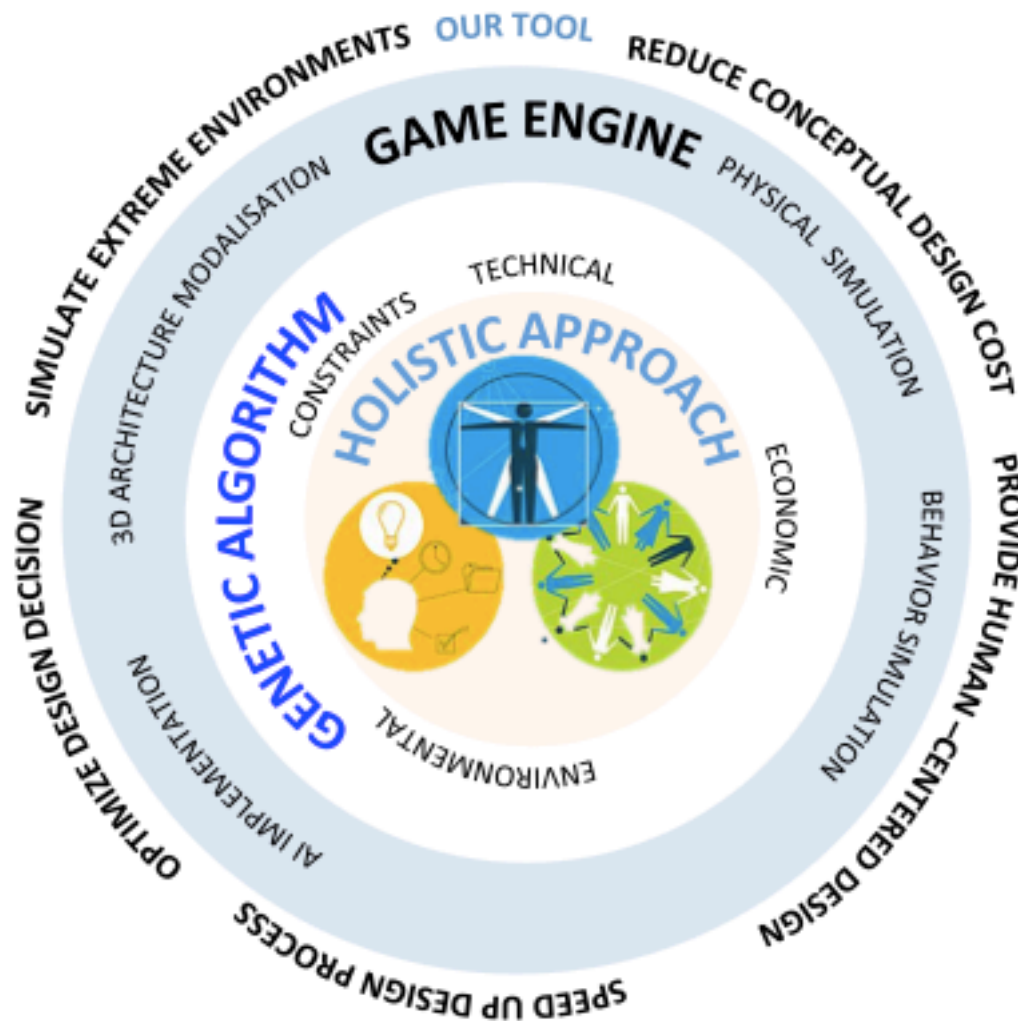 OUR TOOL
REDUCE CONCEPTUAL DESIGN COST
PROVIDE HUMAN –CENTERED DESIGN
SPEED UP DESIGN PROCESS
OPTIMIZE DESIGN DECISION
SIMULATE EXTREME ENVIRONMENTS
GAME ENGINE
PHYSICAL SIMULATION
BEHAVIOR SIMULATION
AI IMPLEMENTATION
3D ARCHITECTURE MODALISATION
GENETIC ALGORITHM
CONSTRAINTS
TECHNICAL
ECONOMIC
ENVIRONMENTAL
HOLISTIC APPROACH